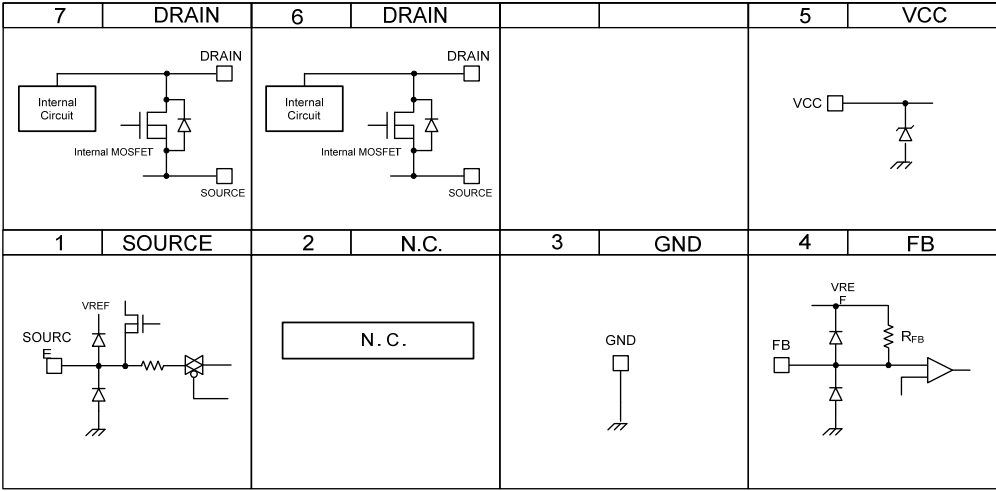 7 DRAIN 6 DRAIN 5 VCC
DRAIN
Internal
Circuit
Internal MOSFET
SOURCE
DRAIN
Internal
Circuit
Internal MOSFET
SOURCE
VCC
1 SOURCE 2 N.C. 3 GND 4 FB
VREF
SOURC
E
N.C.
GND
VRE
F
RFB
FB